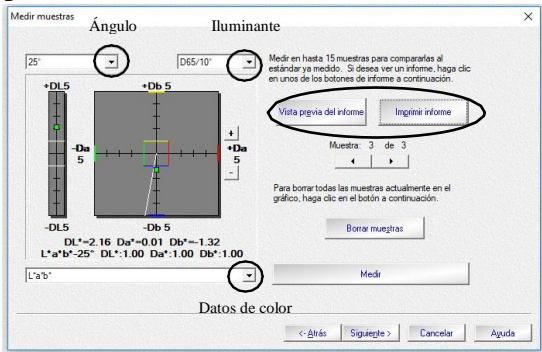 Medir muestras
Ángulo
Iluminante
25°
D65/10°
Medir en hasta 15 muestras para compararlas al
estándar ya medido. Si desea ver un informe, haga clic
en unos de los botones de informe a continuación.
+DL5
+Db 5
-Da
5
+
+Da
5
-
-DL5
-Db 5
Vista previa del informe
Imprimir informe
Muestra: 3 de 3
Para borrar todas las muestras actualmente en el
gráfico, haga clic en el botón a continuación.
Borrar muestras
DL*=2.16 Da*=0.01 Db*=-1.32
L*a*b*-25° DL*:1.00 Da*:1.00 Db*:1.00
L*a*b*
Medir
Datos de color
<- Atrás
Siguiente >
Cancelar
Ayuda